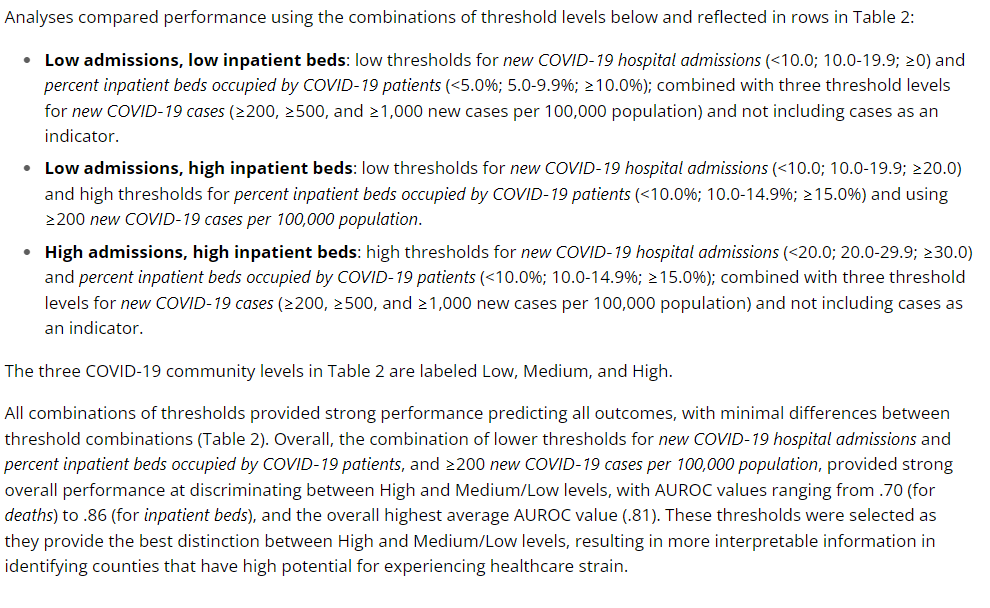 Analyses compared performance using the combinations of threshold levels below and reflected in rows in Table 2:
• Low admissions, low inpatient beds: low thresholds for new COVID-19 hospital admissions (<10.0; 10.0-19.9; ≥0) and
percent inpatient beds occupied by COVID-19 patients (<5.0%; 5.0-9.9%; ≥10.0%); combined with three threshold levels
for new COVID-19 cases (≥200, ≥500, and ≥1,000 new cases per 100,000 population) and not including cases as an
indicator.
• Low admissions, high inpatient beds: low thresholds for new COVID-19 hospital admissions (<10.0; 10.0-19.9; ≥20.0)
and high thresholds for percent inpatient beds occupied by COVID-19 patients (<10.0%; 10.0-14.9%; ≥15.0%) and using
≥200 new COVID-19 cases per 100,000 population.
• High admissions, high inpatient beds: high thresholds for new COVID-19 hospital admissions (<20.0; 20.0-29.9; ≥30.0)
and percent inpatient beds occupied by COVID-19 patients (<10.0%; 10.0-14.9%; ≥15.0%); combined with three threshold
levels for new COVID-19 cases (≥200, ≥500, and ≥1,000 new cases per 100,000 population) and not including cases as
an indicator.
The three COVID-19 community levels in Table 2 are labeled Low, Medium, and High.
All combinations of thresholds provided strong performance predicting all outcomes, with minimal differences between
threshold combinations (Table 2). Overall, the combination of lower thresholds for new COVID-19 hospital admissions and
percent inpatient beds occupied by COVID-19 patients, and ≥200 new COVID-19 cases per 100,000 population, provided strong
overall performance at discriminating between High and Medium/Low levels, with AUROC values ranging from .70 (for
deaths) to .86 (for inpatient beds), and the overall highest average AUROC value (.81). These thresholds were selected as
they provide the best distinction between High and Medium/Low levels, resulting in more interpretable information in
identifying counties that have high potential for experiencing healthcare strain.